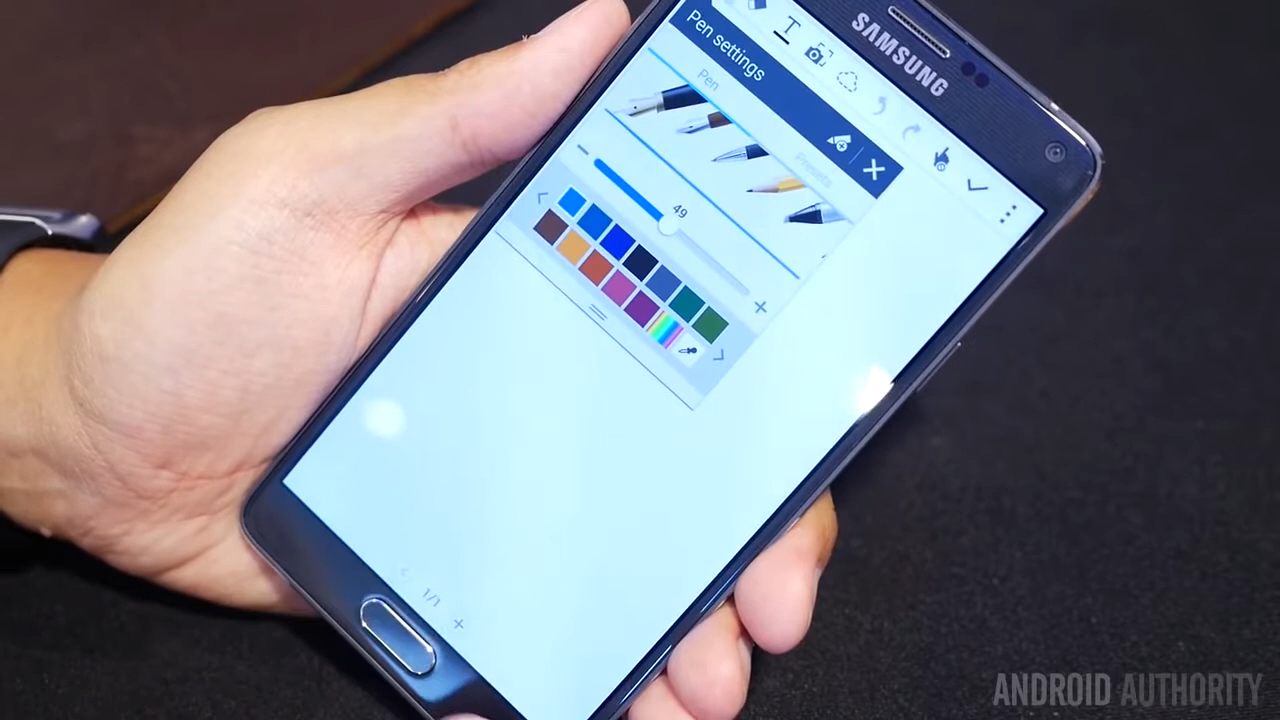 SAMSUNG
T
Pen settings
Pen
Presets
49
1/1
ANDROID AUTHORITY